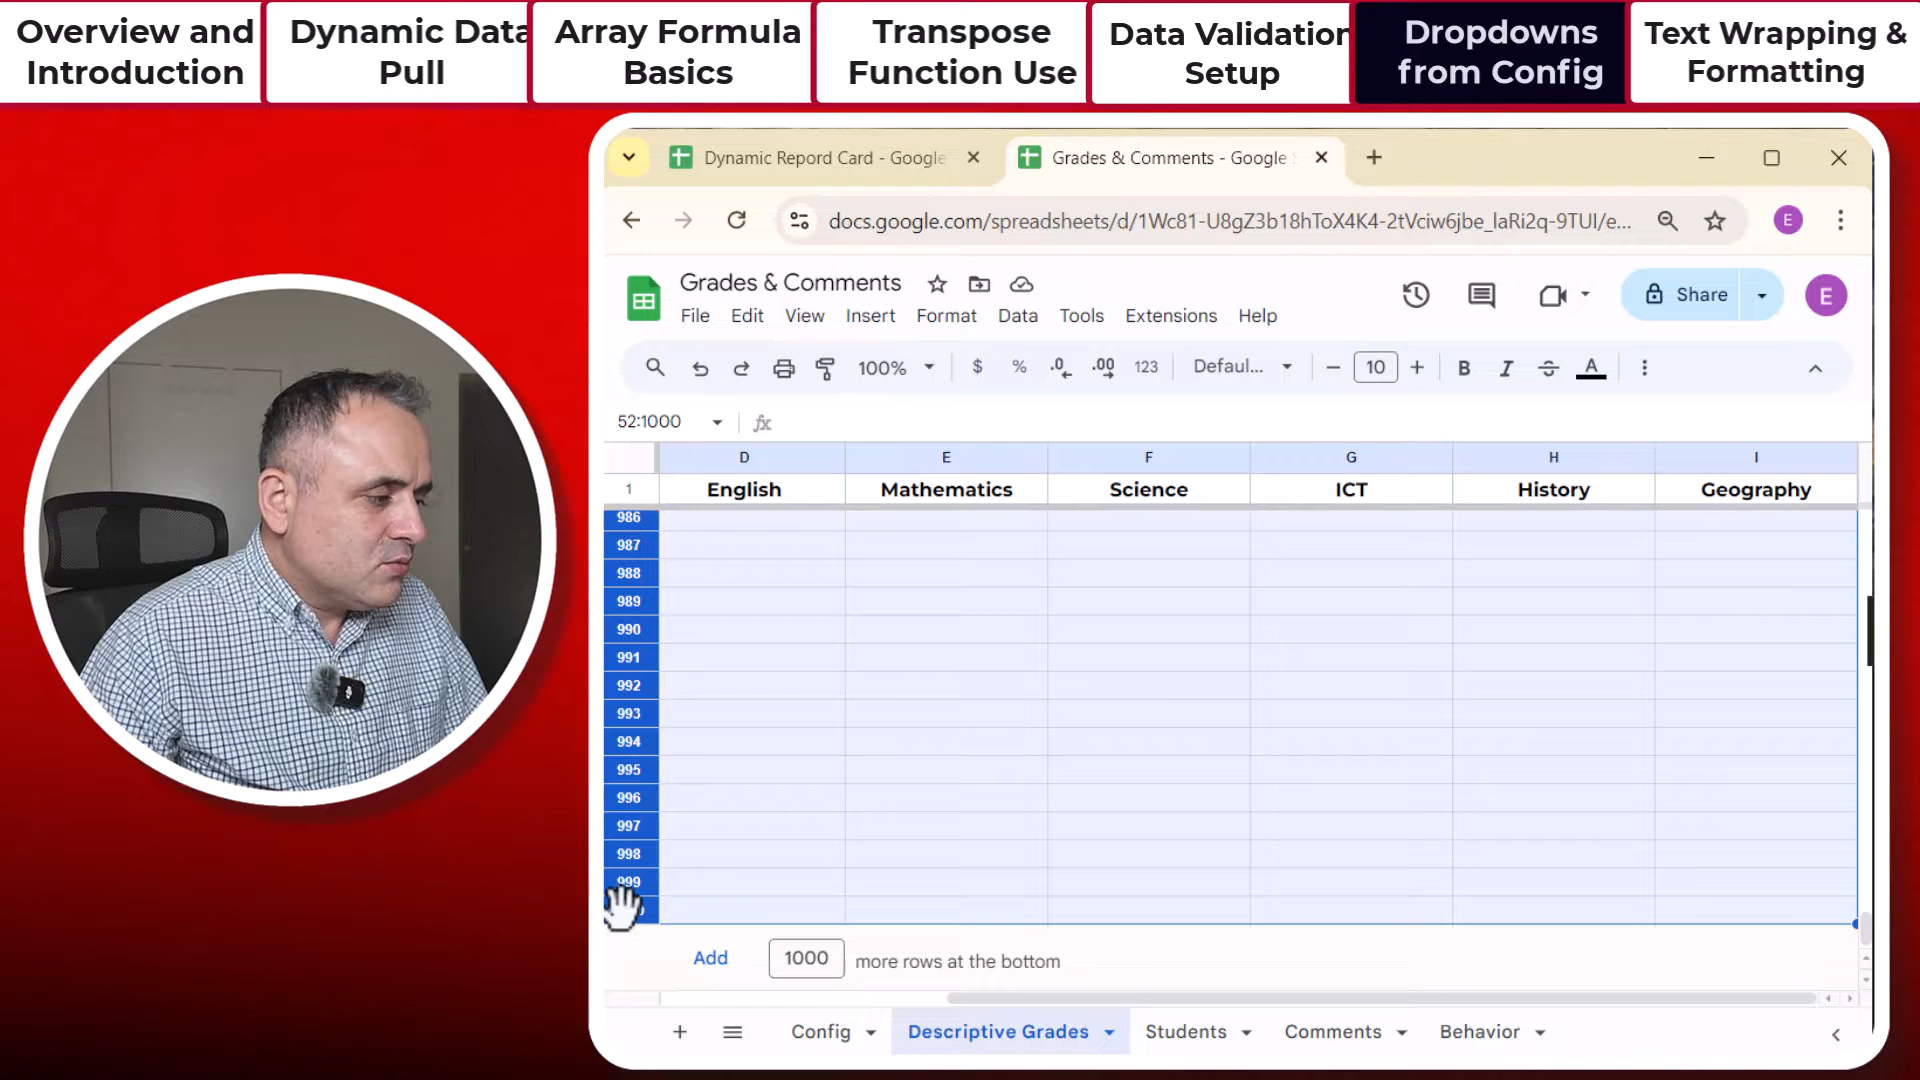 Overview and
Introduction
Dynamic Data
Pull
Array Formula
Basics
Transpose
Function Use
Data Validation
Setup
Dropdowns
from Config
Text Wrapping &
Formatting
Dynamic Repord Card - Google
Grades & Comments - Google
docs.google.com/spreadsheets/d/1Wc81-U8gZ3b18hToX4K4-2tVciw6jbe_laRi2q-9TUI/e...
E
Grades & Comments
File Edit View Insert Format Data Tools Extensions Help
Share
E
100% $ % .0 .00 123 Defaul... 10 B I A
52:1000
fx
D E F G H I
1 English Mathematics Science ICT History Geography
986
987
988
989
990
991
992
993
994
995
996
997
998
999
Add 1000 more rows at the bottom
Config Descriptive Grades Students Comments Behavior